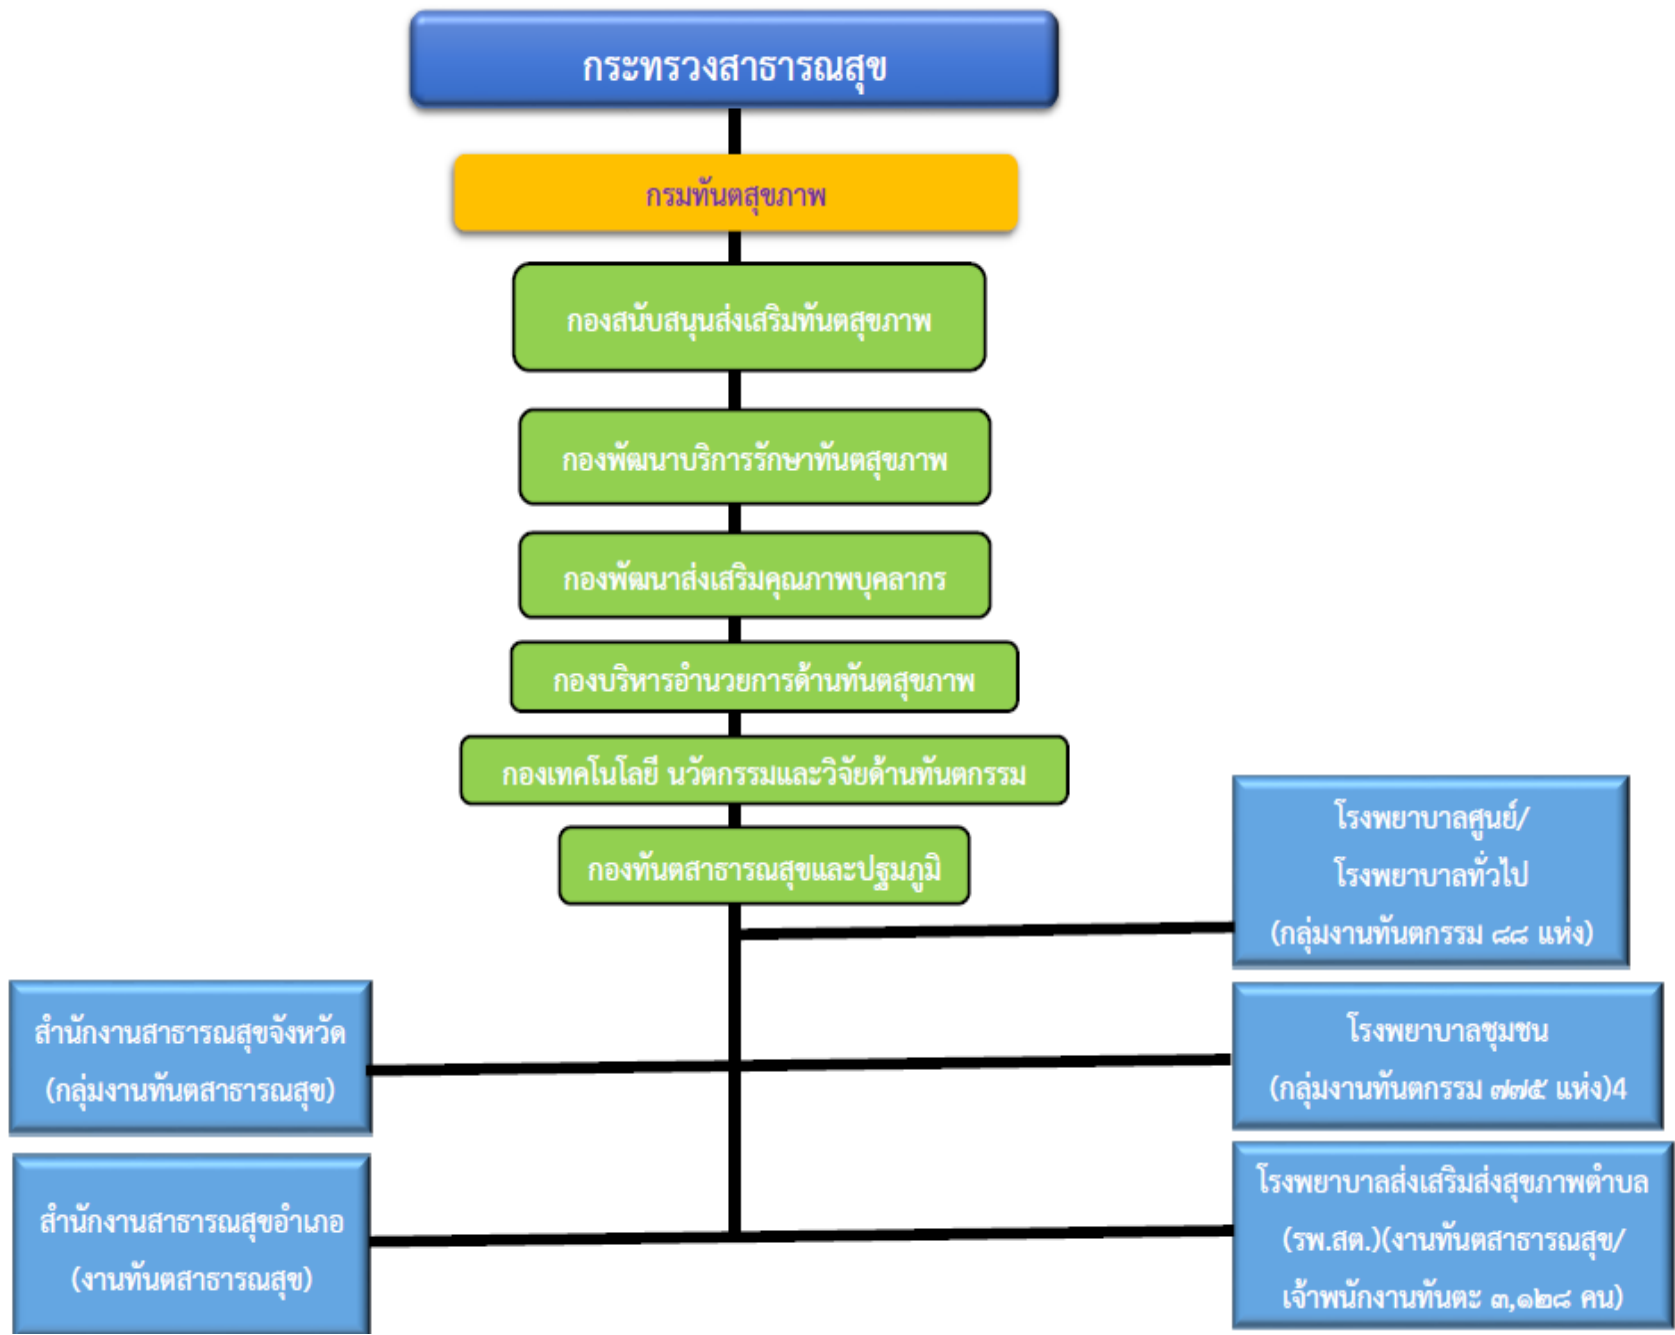 กระทรวงสาธารณสุข
กรมทันตสุขภาพ
กองสนับสนุนส่งเสริมทันตสุขภาพ
กองพัฒนาบริการรักษาทันตสุขภาพ
กองพัฒนาส่งเสริมคุณภาพบุคลากร
กองบริหารอำนวยการด้านทันตสุขภาพ
กองเทคโนโลยี นวัตกรรมและวิจัยด้านทันตกรรม
กองทันตสาธารณสุขและปฐมภูมิ
โรงพยาบาลศูนย์/
โรงพยาบาลทั่วไป
(กลุ่มงานทันตกรรม ๘๘ แห่ง)
สำนักงานสาธารณสุขจังหวัด
(กลุ่มงานทันตสาธารณสุข)
โรงพยาบาลชุมชน
(กลุ่มงานทันตกรรม ๗๗๕ แห่ง)4
สำนักงานสาธารณสุขอำเภอ
(งานทันตสาธารณสุข)
โรงพยาบาลส่งเสริมส่งสุขภาพตำบล
(รพ.สต.)(งานทันตสาธารณสุข/
เจ้าพนักงานทันตะ ๓,๑๒๘ คน)